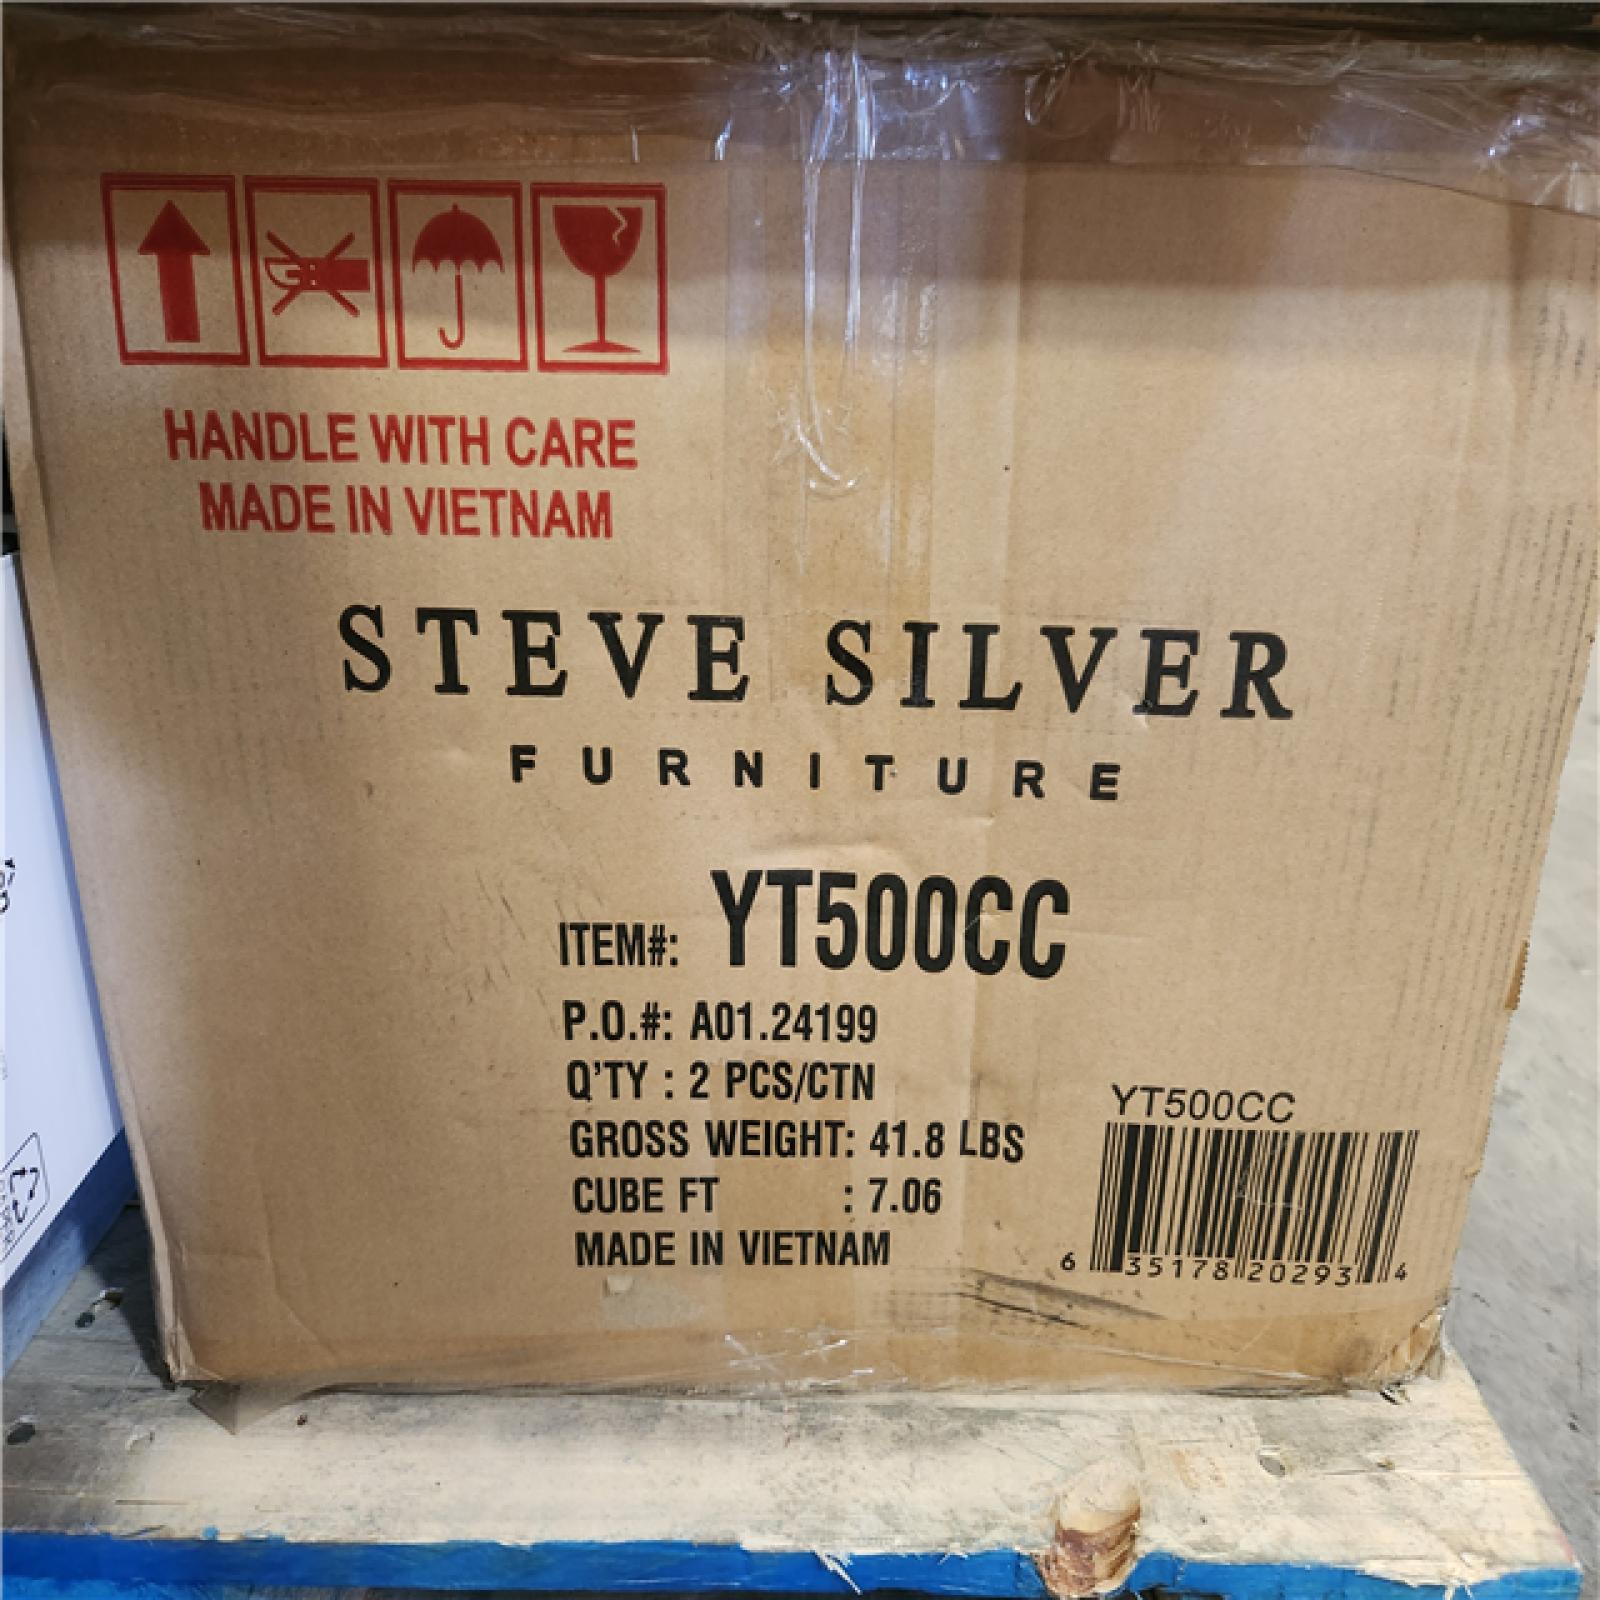 HANDLE WITH CARE
MADE IN VIETNAM
STEVE SILVER
FURNITURE
ITEM#: YT500CC
P.O.#: A01.24199
Q'TY : 2 PCS/CTN
GROSS WEIGHT: 41.8 LBS
CUBE FT : 7.06
MADE IN VIETNAM
YT500CC
6 35178 20293 4